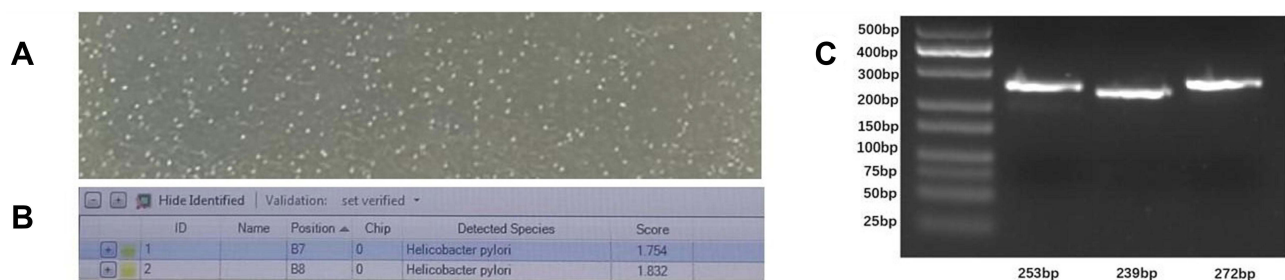 A
B
Hide Identified Validation: set verified
ID Name Position Chip Detected Species Score
1 B7 0 Helicobacter pylori 1.754
2 B8 0 Helicobacter pylori 1.832
C
500bp
400bp
300bp
200bp
150bp
100bp
75bp
50bp
25bp
253bp 239bp 272bp